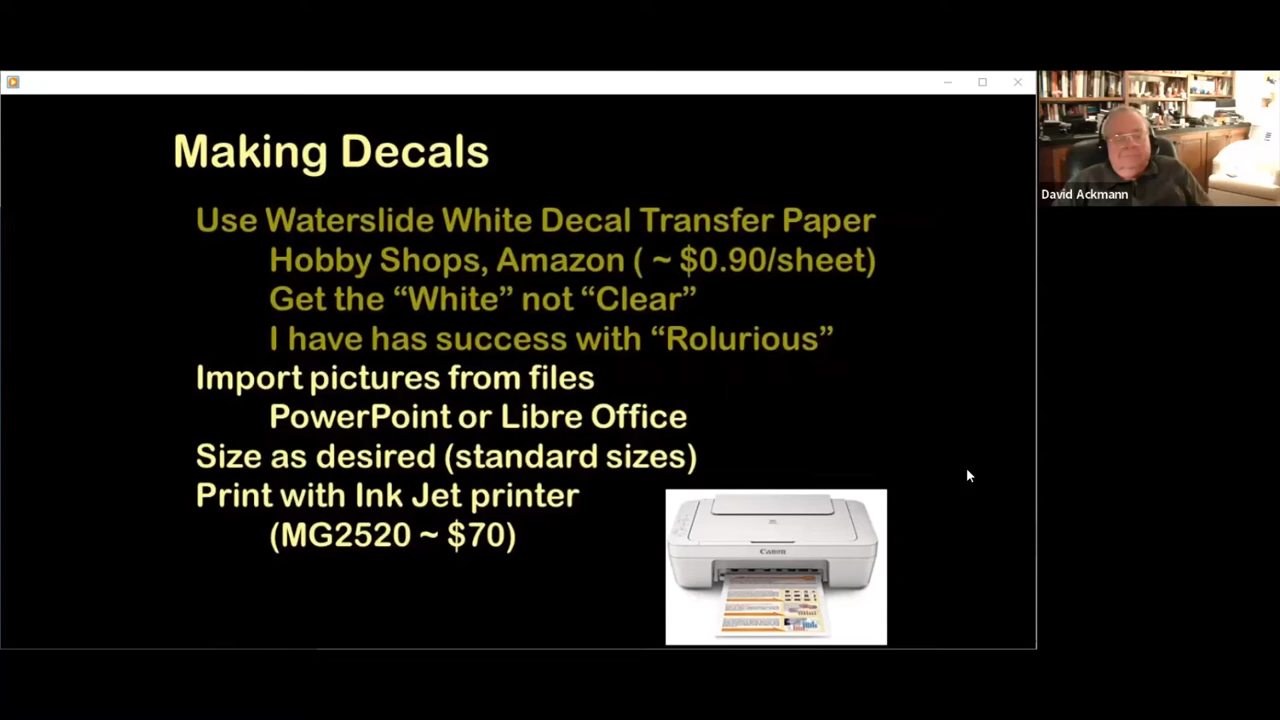 Making Decals
Use Waterslide White Decal Transfer Paper
Hobby Shops, Amazon ( ~ $0.90/sheet)
Get the “White” not “Clear”
I have has success with “Rolurious”
Import pictures from files
PowerPoint or Libre Office
Size as desired (standard sizes)
Print with Ink Jet printer
(MG2520 ~ $70)
Canon
David Ackmann